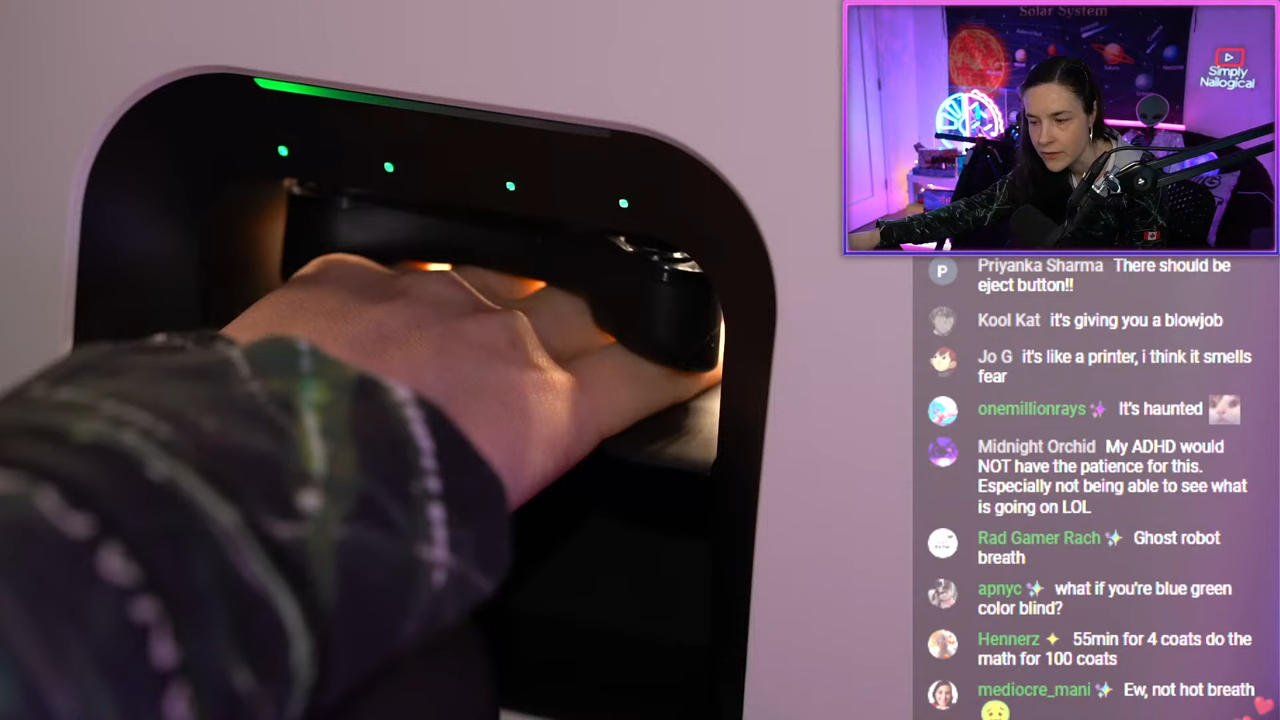 Solar System
Simply
Nailogical
P
Priyanka Sharma There should be
eject button!!
Kool Kat it's giving you a blowjob
Jo G it's like a printer, i think it smells
fear
onemillionrays It's haunted
Midnight Orchid My ADHD would
NOT have the patience for this.
Especially not being able to see what
is going on LOL
Rad Gamer Rach Ghost robot
breath
apnyc what if you're blue green
color blind?
Hennerz 55min for 4 coats do the
math for 100 coats
mediocre_mani Ew, not hot breath